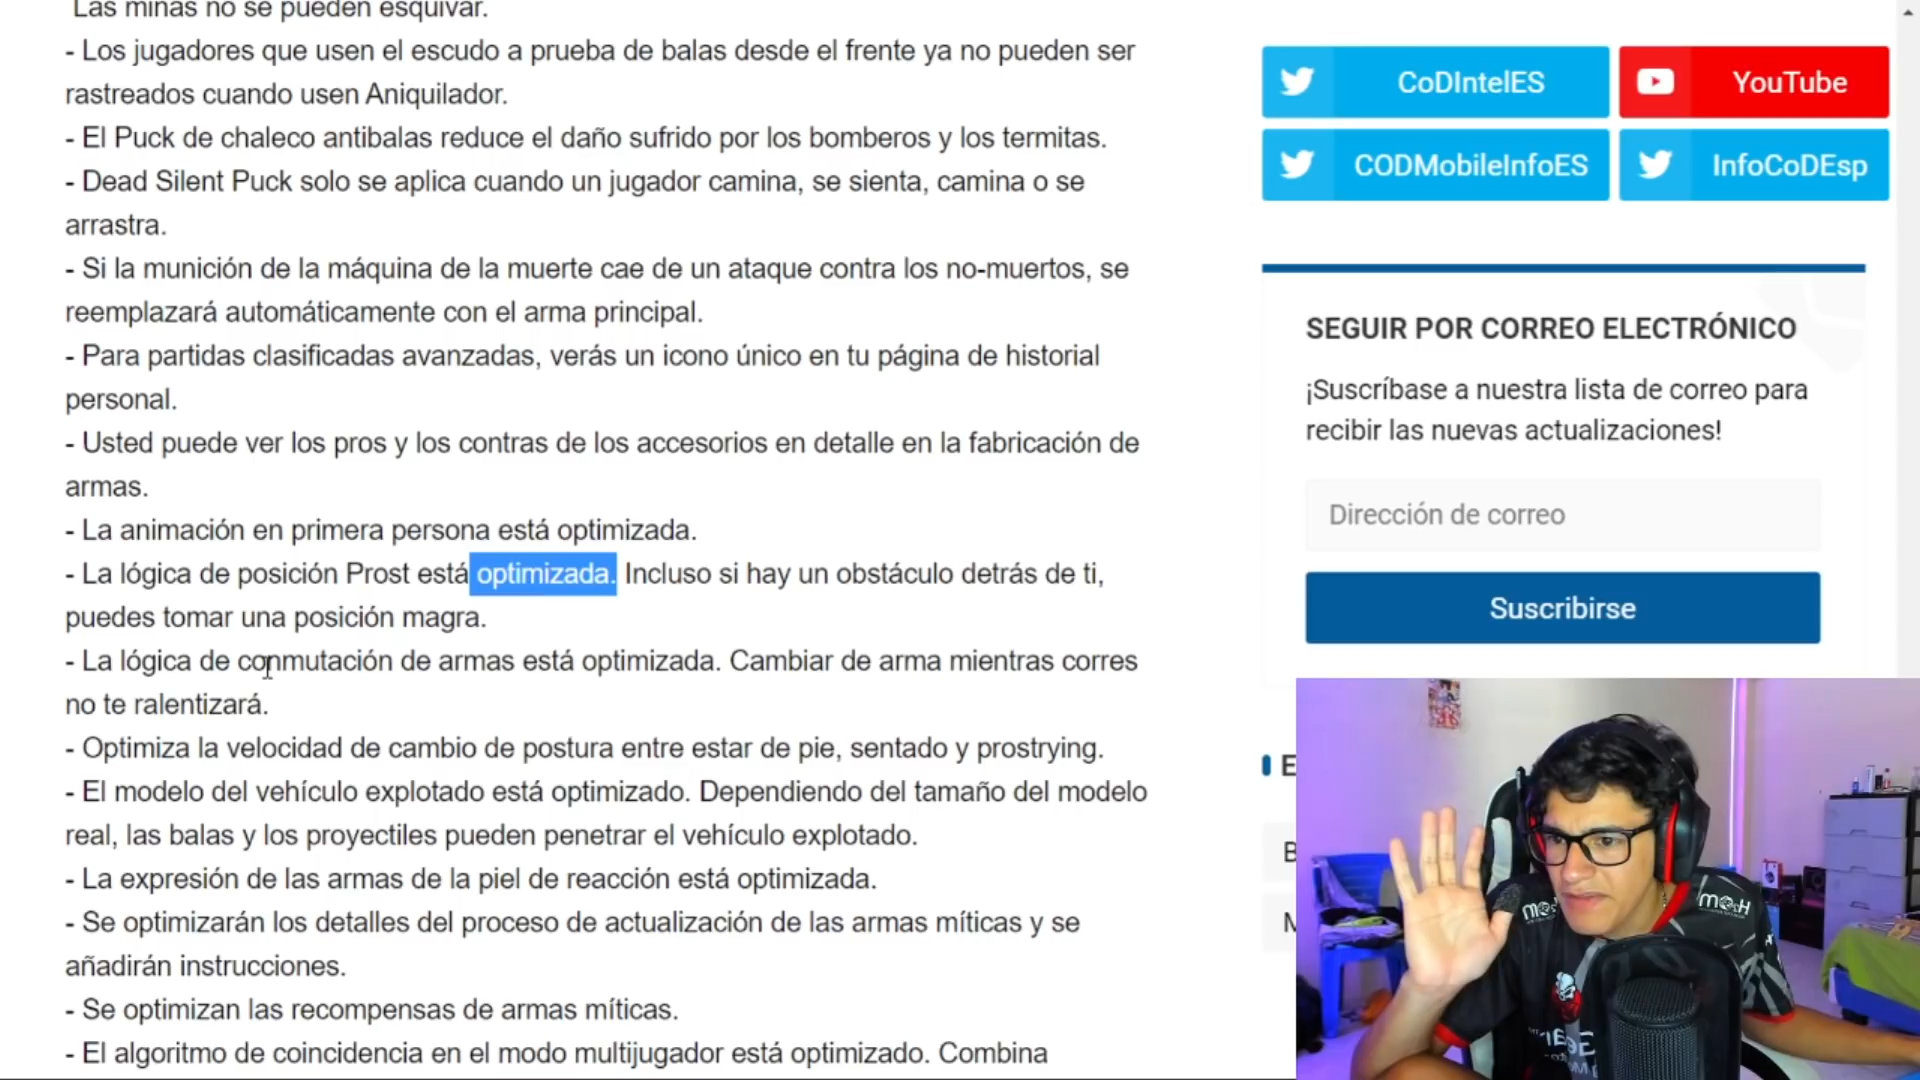 Las minas no se pueden esquivar.
- Los jugadores que usen el escudo a prueba de balas desde el frente ya no pueden ser
rastreados cuando usen Aniquilador.
- El Puck de chaleco antibalas reduce el daño sufrido por los bomberos y los termitas.
- Dead Silent Puck solo se aplica cuando un jugador camina, se sienta, camina o se
arrastra.
- Si la munición de la máquina de la muerte cae de un ataque contra los no-muertos, se
reemplazará automáticamente con el arma principal.
- Para partidas clasificadas avanzadas, verás un icono único en tu página de historial
personal.
- Usted puede ver los pros y los contras de los accesorios en detalle en la fabricación de
armas.
- La animación en primera persona está optimizada.
- La lógica de posición Prost está optimizada. Incluso si hay un obstáculo detrás de ti,
puedes tomar una posición magra.
- La lógica de conmutación de armas está optimizada. Cambiar de arma mientras corres
no te ralentizará.
- Optimiza la velocidad de cambio de postura entre estar de pie, sentado y prostrying.
- El modelo del vehículo explotado está optimizado. Dependiendo del tamaño del modelo
real, las balas y los proyectiles pueden penetrar el vehículo explotado.
- La expresión de las armas de la piel de reacción está optimizada.
- Se optimizarán los detalles del proceso de actualización de las armas míticas y se
añadirán instrucciones.
- Se optimizan las recompensas de armas míticas.
- El algoritmo de coincidencia en el modo multijugador está optimizado. Combina
CoDIntelES
YouTube
CODMobileInfoES
InfoCoDEsp
SEGUIR POR CORREO ELECTRÓNICO
¡Suscríbase a nuestra lista de correo para
recibir las nuevas actualizaciones!
Dirección de correo
Suscribirse
E
B
M